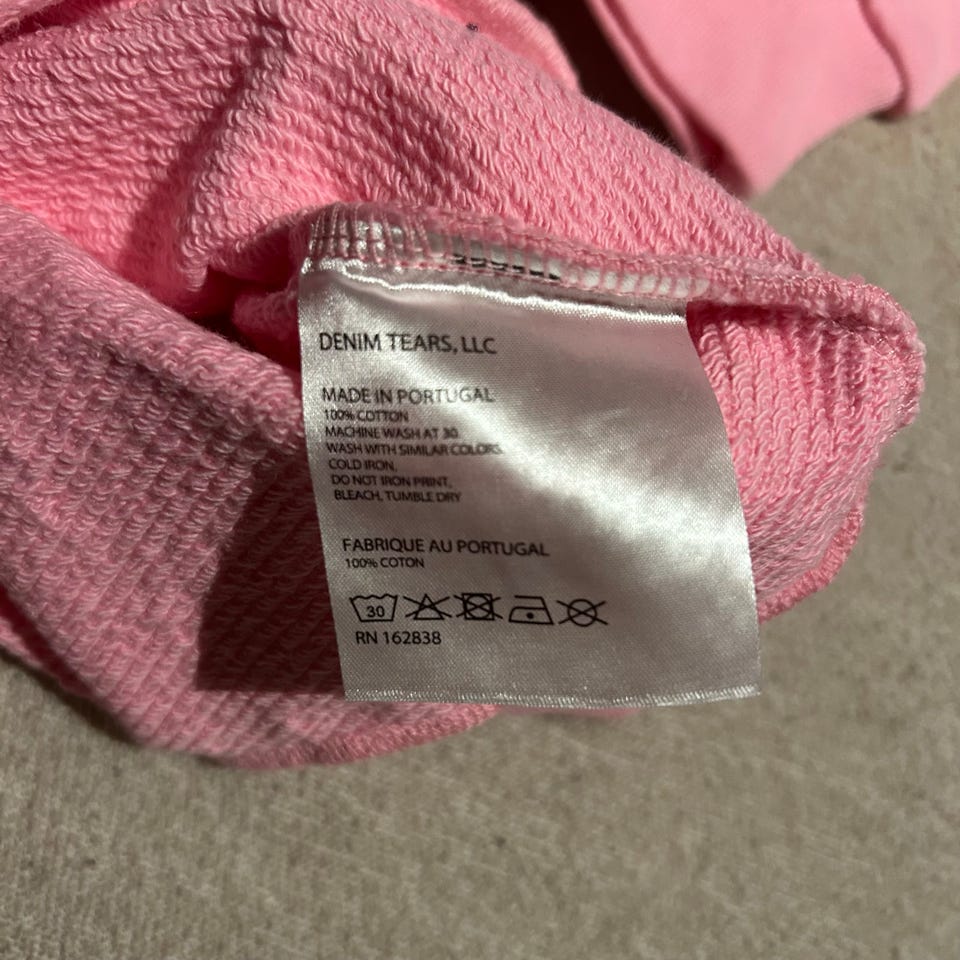 DENIM TEARS, LLC
MADE IN PORTUGAL
100% COTTON
MACHINE WASH AT 30.
WASH WITH SIMILAR COLORS.
COLD IRON,
DO NOT IRON PRINT,
BLEACH, TUMBLE DRY
FABRIQUE AU PORTUGAL
100% COTON
30
RN 162838